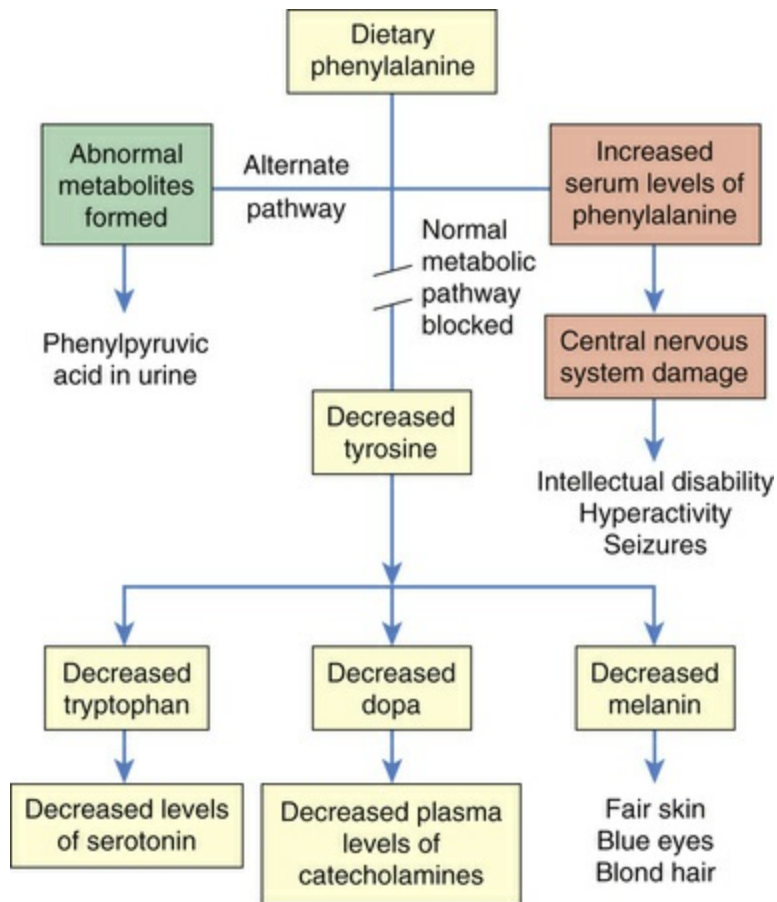 Dietary
phenylalanine
Abnormal
metabolites
formed
Alternate
pathway
Increased
serum levels of
phenylalanine
Normal
metabolic
pathway
blocked
Phenylpyruvic
acid in urine
Central nervous
system damage
Decreased
tyrosine
Intellectual disability
Hyperactivity
Seizures
Decreased
tryptophan
Decreased
dopa
Decreased
melanin
Decreased levels
of serotonin
Decreased plasma
levels of
catecholamines
Fair skin
Blue eyes
Blond hair